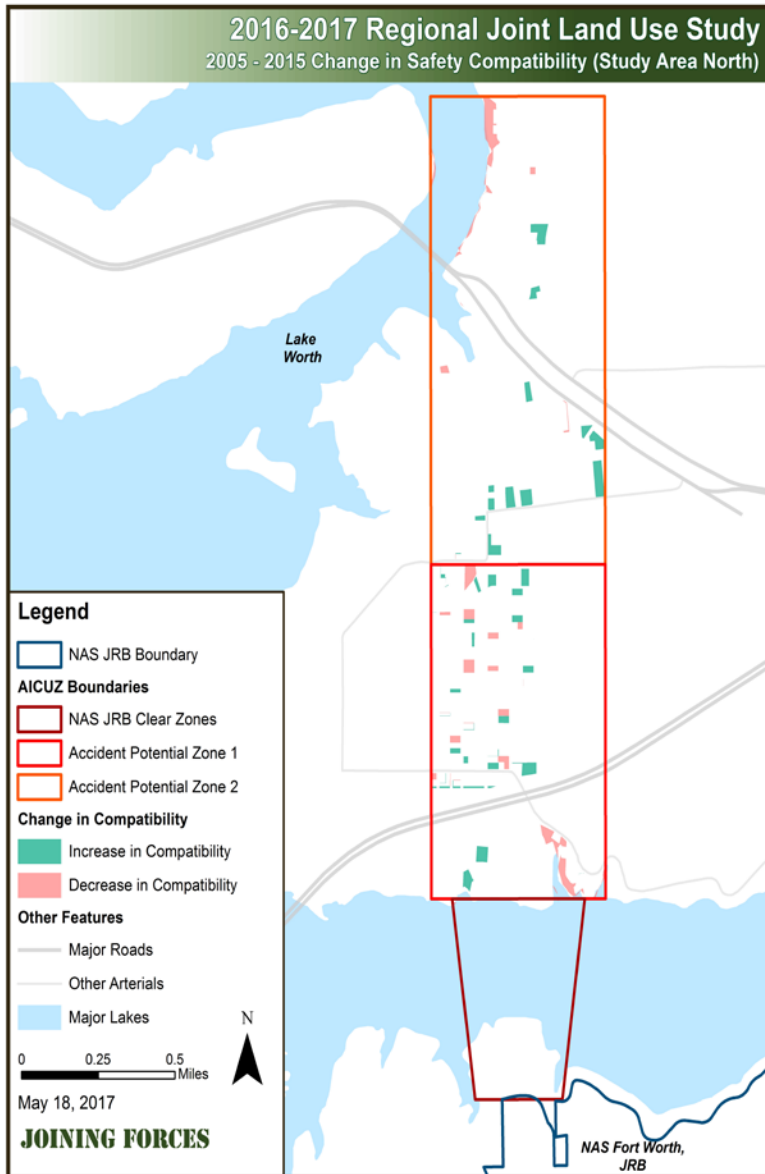 2016-2017 Regional Joint Land Use Study
2005 - 2015 Change in Safety Compatibility (Study Area North)
Lake
Worth
Legend
NAS JRB Boundary
AICUZ Boundaries
NAS JRB Clear Zones
Accident Potential Zone 1
Accident Potential Zone 2
Change in Compatibility
Increase in Compatibility
Decrease in Compatibility
Other Features
Major Roads
Other Arterials
Major Lakes
N
0 0.25 0.5
Miles
May 18, 2017
JOINING FORCES
NAS Fort Worth,
JRB